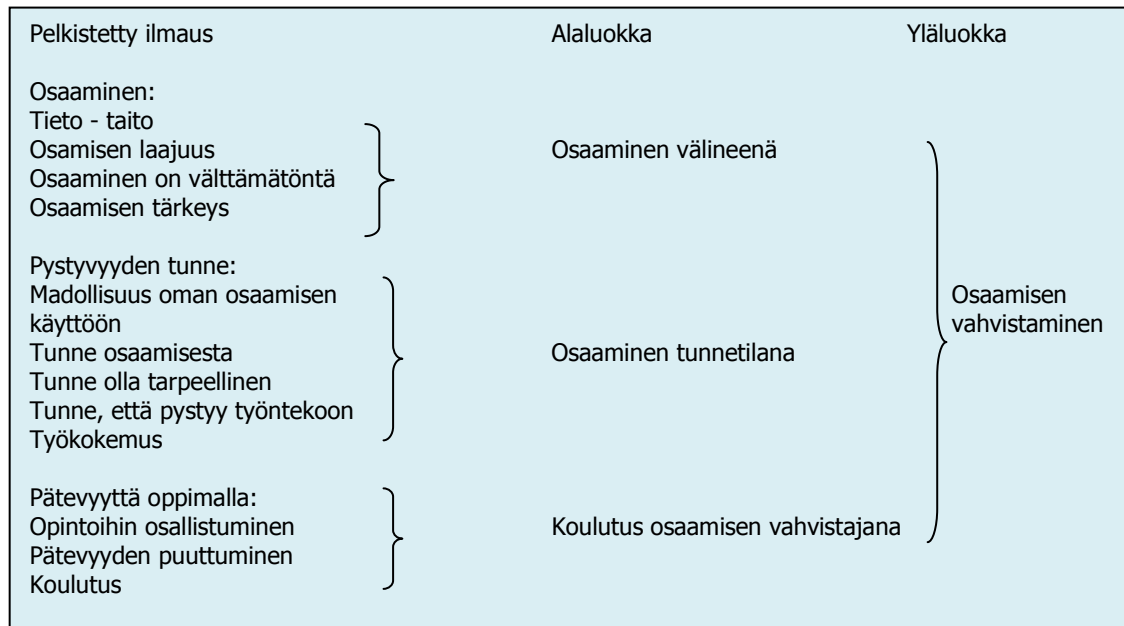 Pelkistetty ilmaus Alaluokka Yläluokka
Osaaminen:
Tieto - taito
Osamisen laajuus Osaaminen välineenä
Osaaminen on välttämätöntä
Osaamisen tärkeys
Pystyvyyden tunne:
Madollisuus oman osaamisen Osaamisen
käyttöön vahvistaminen
Tunne osaamisesta Osaaminen tunnetilana
Tunne olla tarpeellinen
Tunne, että pystyy työntekoon
Työkokemus
Pätevyyttä oppimalla:
Opintoihin osallistuminen Koulutus osaamisen vahvistajana
Pätevyyden puuttuminen
Koulutus